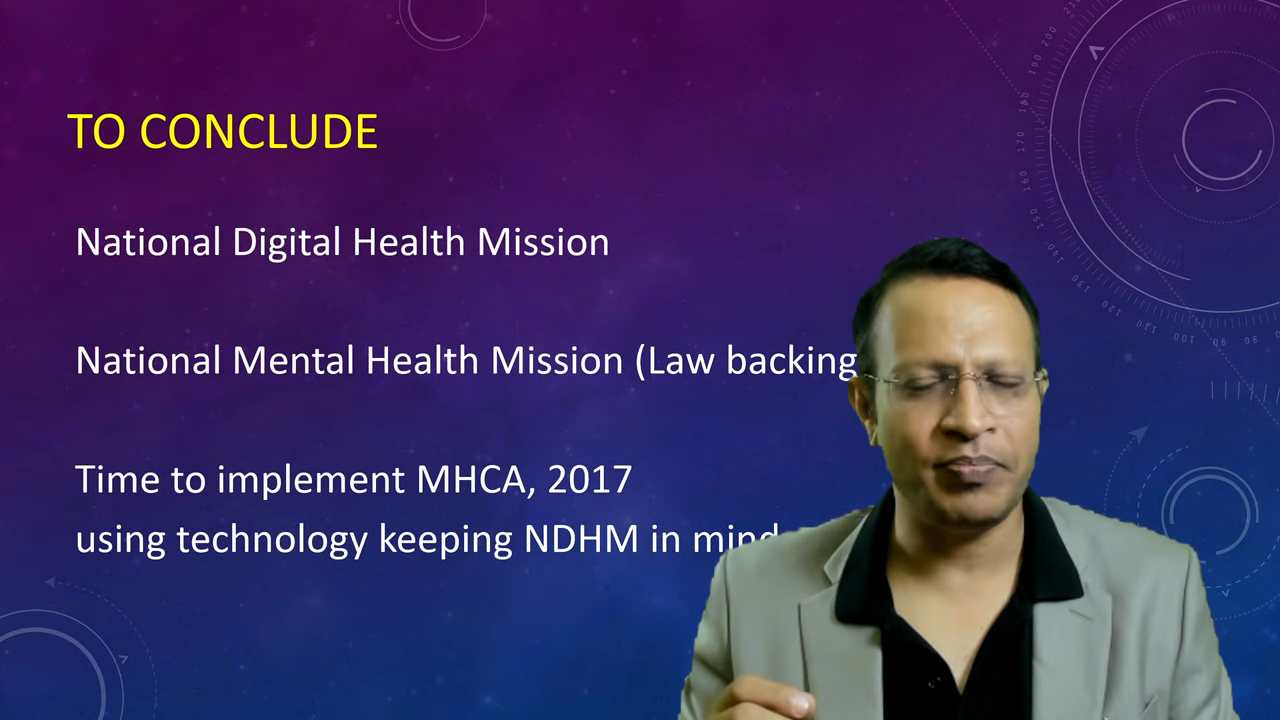 TO CONCLUDE
National Digital Health Mission
National Mental Health Mission (Law backing
Time to implement MHCA, 2017
using technology keeping NDHM in mind